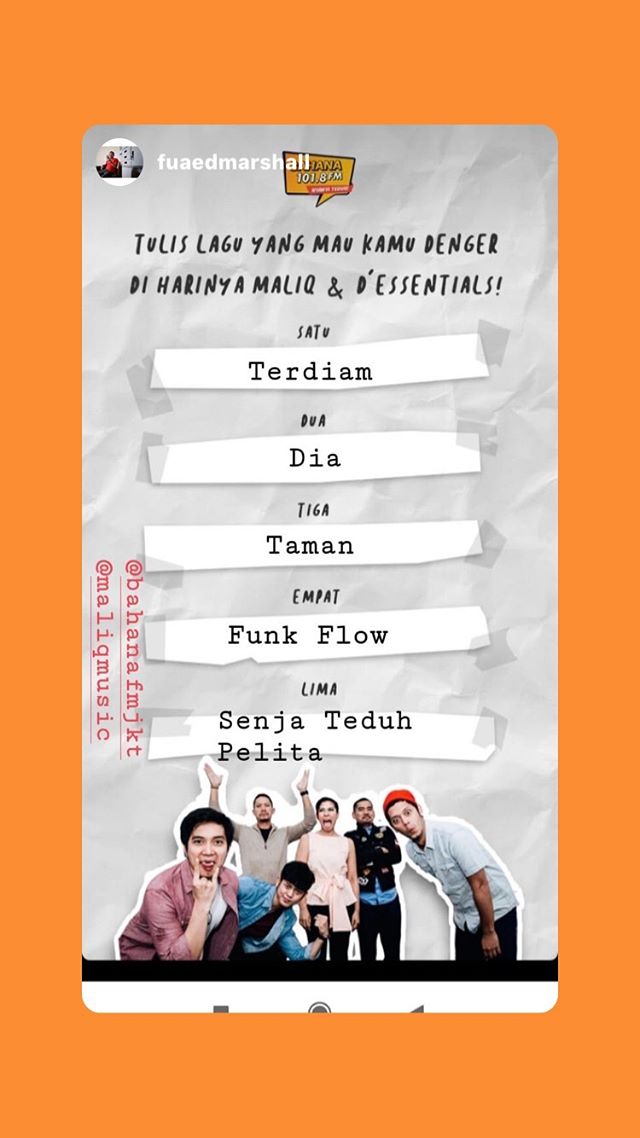 fuaedmarshall
101.8 FM
TULIS LAGU YANG MAU KAMU DENGER
DI HARINYA MALIQ & D'ESSENTIALS!
SATU
Terdiam
DUA
Dia
TIGA
Taman
EMPAT
Funk Flow
LIMA
Senja Teduh
Pelita
@bahanafmjkt
@maliqmusic